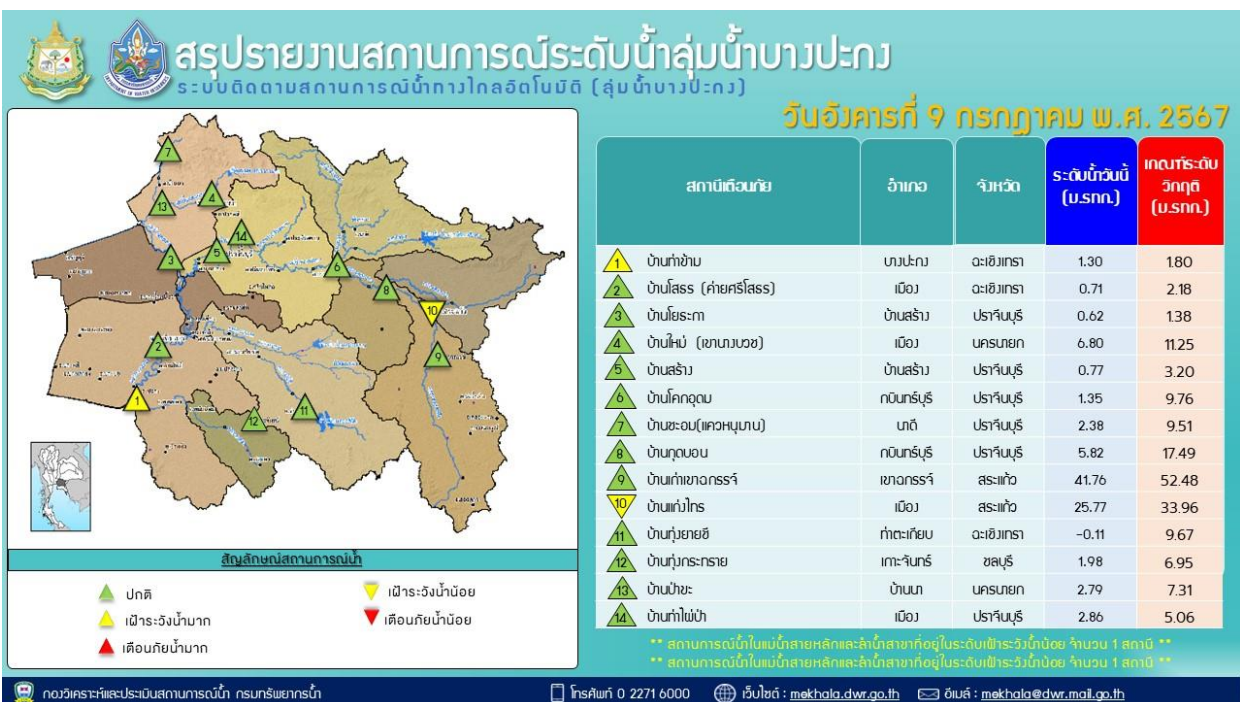 สรุปรายงานสถานการณ์ระดับน้ำลุ่มน้ำบางปะกง
ระบบติดตามสถานการณ์น้ำทางไกลอัตโนมัติ (ลุ่มน้ำบางปะกง)
วันอังคารที่ 9 กรกฎาคม พ.ศ. 2567
สถานีเตือนภัย อำเภอ จังหวัด ระดับน้ำวันนี้ (ม.รทก.) เกณฑ์ระดับวิกฤติ (ม.รทก.)
1 บ้านท่าข้าม บางปะกง ฉะเชิงเทรา 1.30 1.80
2 บ้านโสธร (ค่ายศรีโสธร) เมือง ฉะเชิงเทรา 0.71 2.18
3 บ้านโยธะกา บ้านสร้าง ปราจีนบุรี 0.62 1.38
4 บ้านใหม่ (เขานางบวช) เมือง นครนายก 6.80 11.25
5 บ้านสร้าง บ้านสร้าง ปราจีนบุรี 0.77 3.20
6 บ้านโคกอุดม กบินทร์บุรี ปราจีนบุรี 1.35 9.76
7 บ้านชะอม(แควหนุมาน) นาดี ปราจีนบุรี 2.38 9.51
8 บ้านกุดบอน กบินทร์บุรี ปราจีนบุรี 5.82 17.49
9 บ้านเก่าเขาฉกรรจ์ เขาฉกรรจ์ สระแก้ว 41.76 52.48
10 บ้านแก่งไทร เมือง สระแก้ว 25.77 33.96
11 บ้านทุ่งยายชี ท่าตะเกียบ ฉะเชิงเทรา -0.11 9.67
12 บ้านทุ่งกระทราย เกาะจันทร์ ชลบุรี 1.98 6.95
13 บ้านป่าขะ บ้านนา นครนายก 2.79 7.31
14 บ้านท่าไผ่ป่า เมือง ปราจีนบุรี 2.86 5.06
7
13
4
14
3
5
6
8
10
2
9
1
12
11
สัญลักษณ์สถานการณ์น้ำ
ปกติ เฝ้าระวังน้ำน้อย
เฝ้าระวังน้ำมาก เตือนภัยน้ำน้อย
เตือนภัยน้ำมาก
** สถานการณ์น้ำในแม่น้ำสายหลักและลำน้ำสาขาที่อยู่ในระดับเฝ้าระวังน้ำน้อย จำนวน 1 สถานี **
** สถานการณ์น้ำในแม่น้ำสายหลักและลำน้ำสาขาที่อยู่ในระดับเฝ้าระวังน้ำน้อย จำนวน 1 สถานี **
กองวิเคราะห์และประเมินสถานการณ์น้ำ กรมทรัพยากรน้ำ โทรศัพท์ 0 2271 6000 เว็บไซต์ : mekhala.dwr.go.th อีเมล์ : mekhala@dwr.mail.go.th